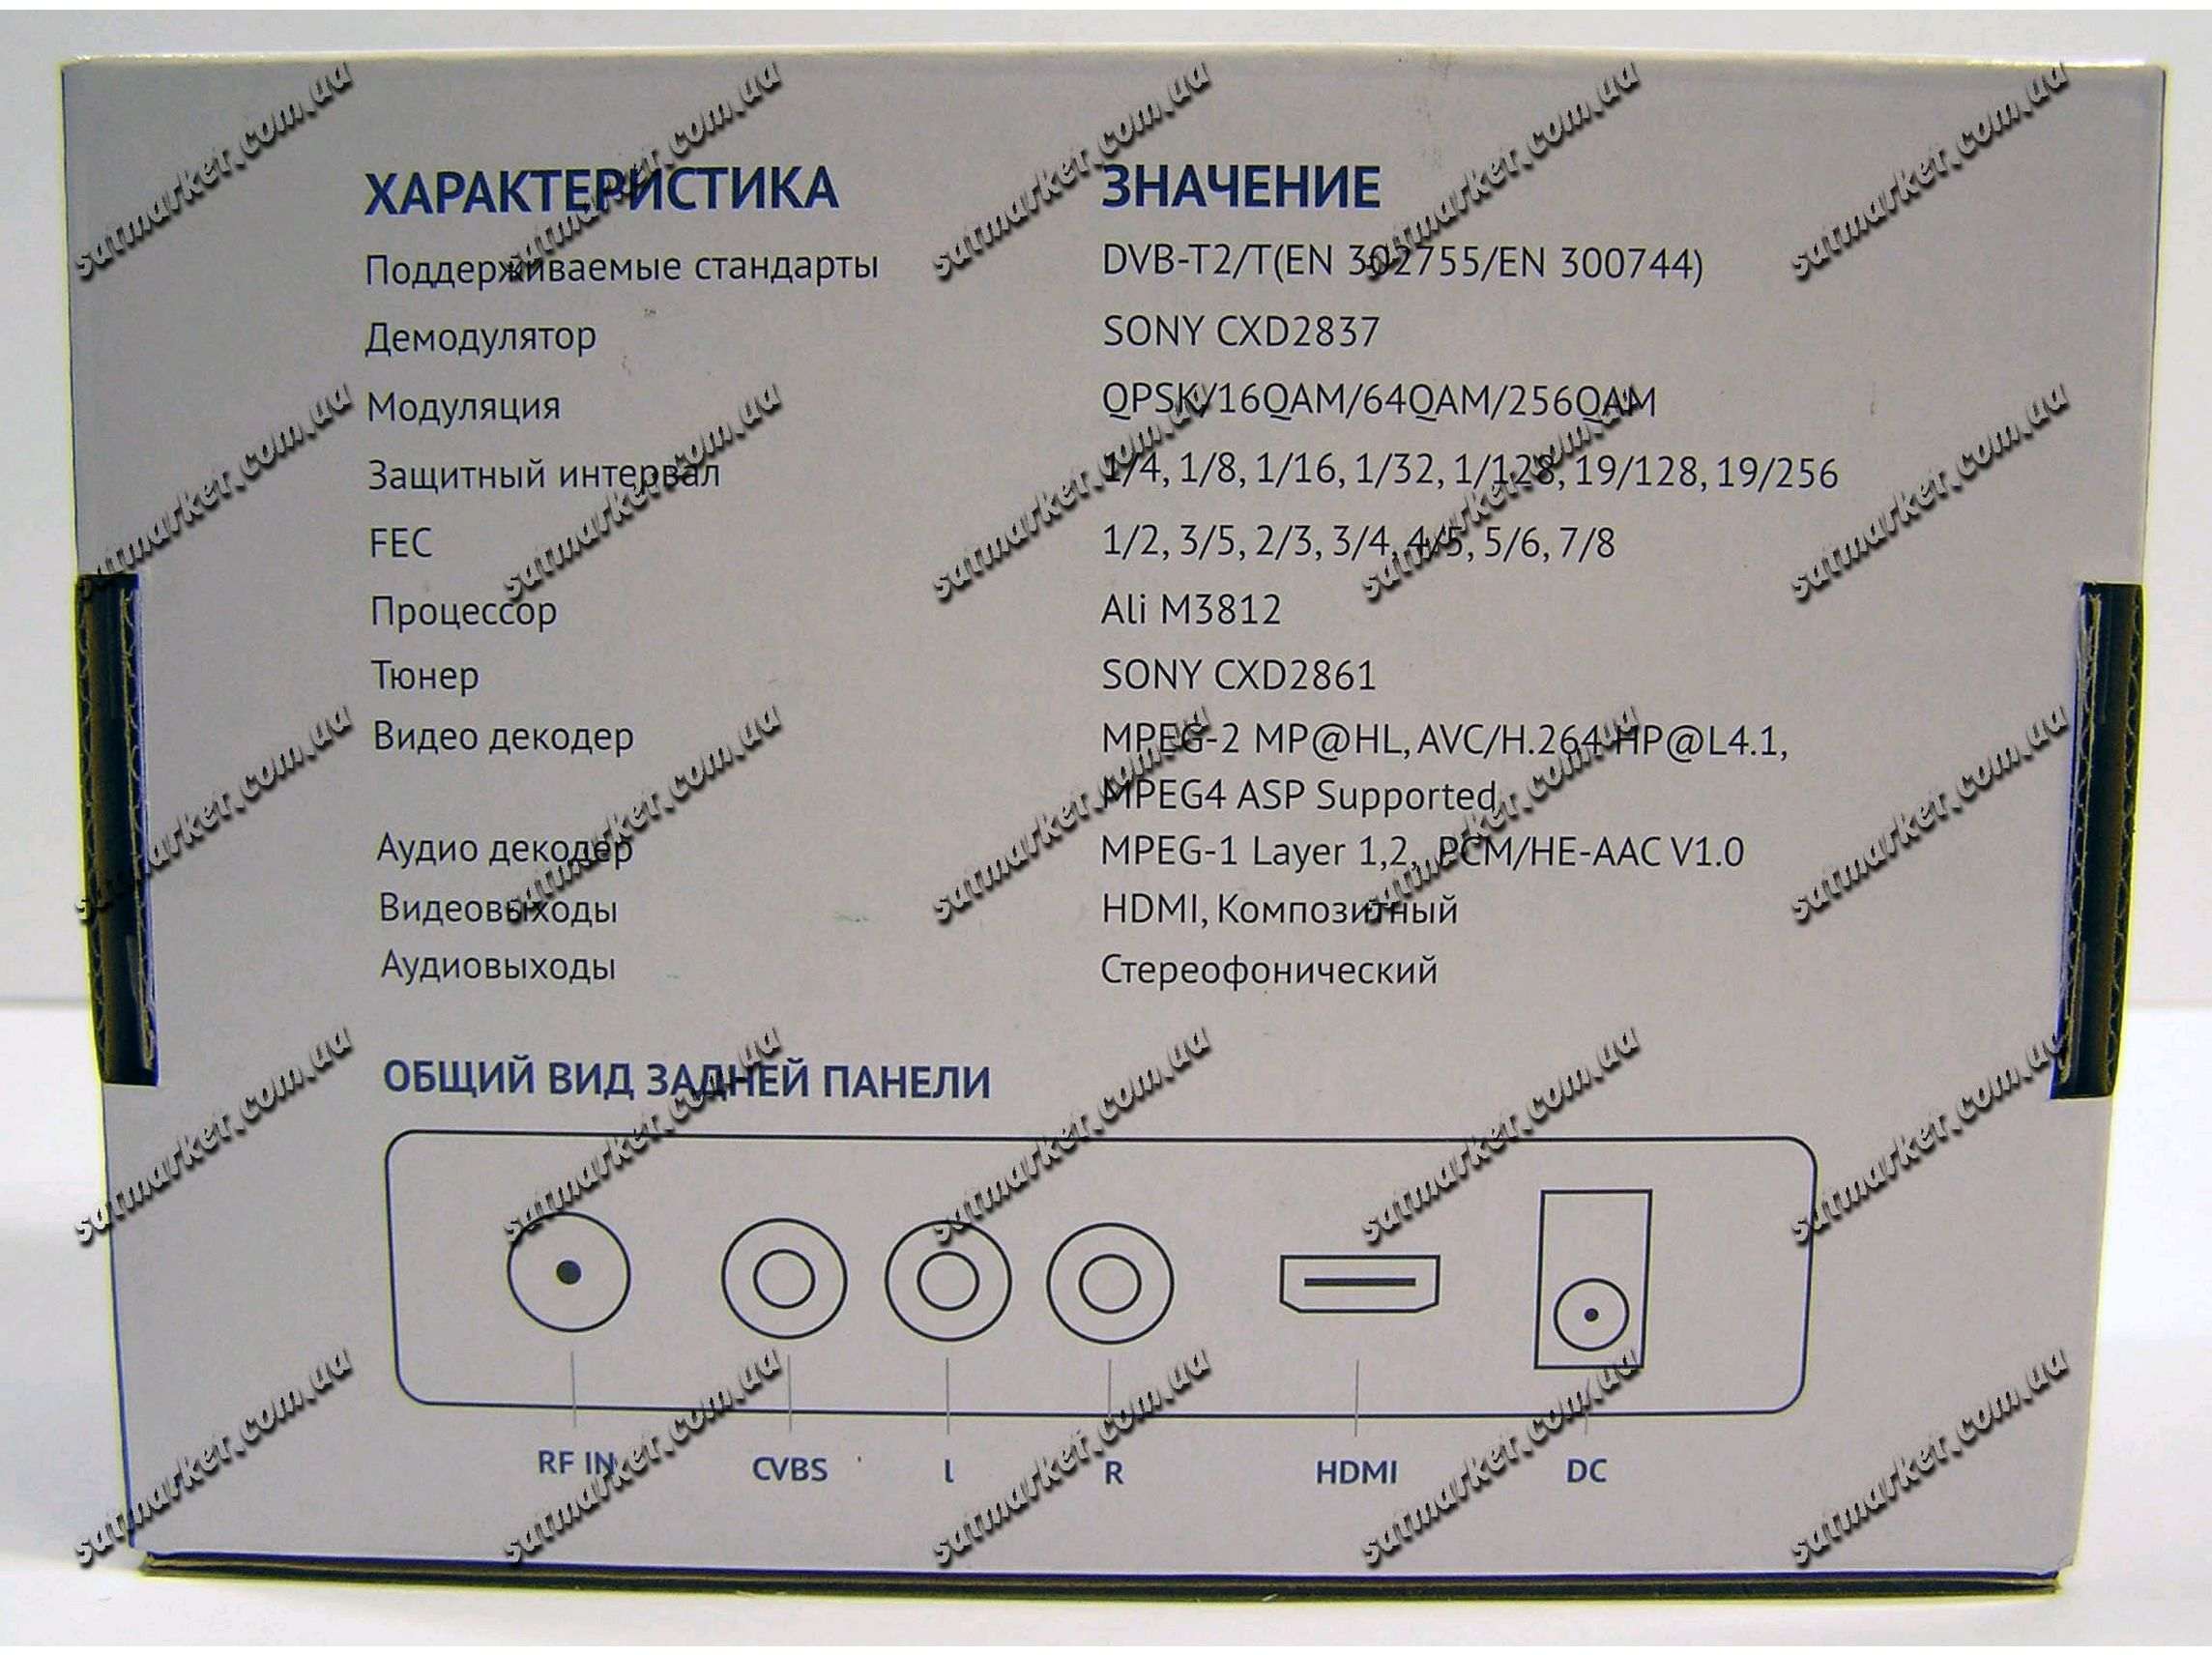 ХАРАКТЕРИСТИКА ЗНАЧЕНИЕ
Поддерживаемые стандарты DVB-T2/T(EN 302755/EN 300744)
Демодулятор SONY CXD2837
Модуляция QPSK/16QAM/64QAM/256QAM
Защитный интервал 1/4, 1/8, 1/16, 1/32, 1/128, 19/128, 19/256
FEC 1/2, 3/5, 2/3, 3/4, 4/5, 5/6, 7/8
Процессор Ali M3812
Тюнер SONY CXD2861
Видео декодер MPEG-2 MP@HL, AVC/H.264 HP@L4.1,
MPEG4 ASP Supported
Аудио декодер MPEG-1 Layer 1,2, PCM/HE-AAC V1.0
Видеовыходы HDMI, Композитный
Аудиовыходы Стереофонический
ОБЩИЙ ВИД ЗАДНЕЙ ПАНЕЛИ
RF IN CVBS L R HDMI DC
satmarket.com.ua